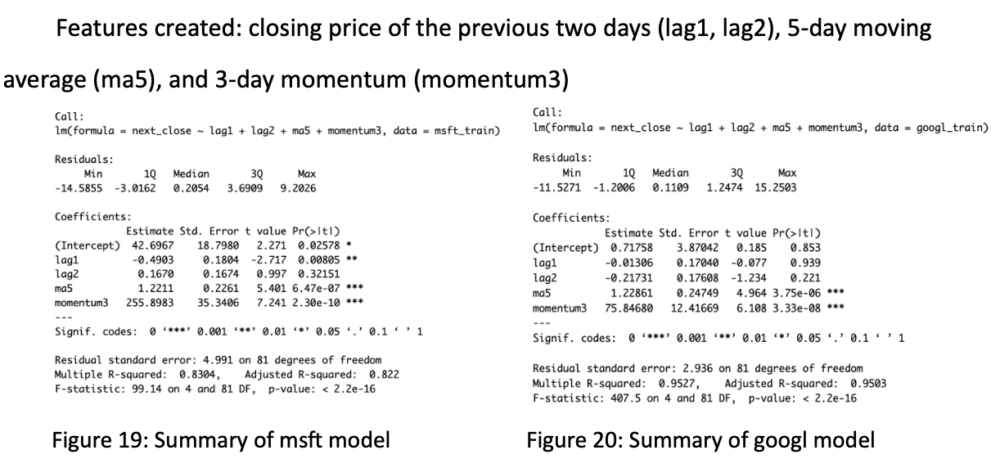 Features created: closing price of the previous two days (lag1, lag2), 5-day moving
average (ma5), and 3-day momentum (momentum3)
Call:
lm(formula = next_close ~ lag1 + lag2 + ma5 + momentum3, data = msft_train)
Residuals:
Min 1Q Median 3Q Max
-14.5855 -3.0162 0.2054 3.6909 9.2026
Coefficients:
Estimate Std. Error t value Pr(>|t|)
(Intercept) 42.6967 18.7980 2.271 0.02578 *
lag1 -0.4903 0.1804 -2.717 0.00805 **
lag2 0.1670 0.1674 0.997 0.32151
ma5 1.2211 0.2261 5.401 6.47e-07 ***
momentum3 255.8983 35.3406 7.241 2.30e-10 ***
---
Signif. codes: 0 ‘***’ 0.001 ‘**’ 0.01 ‘*’ 0.05 ‘.’ 0.1 ‘ ’ 1
Residual standard error: 4.991 on 81 degrees of freedom
Multiple R-squared: 0.8304, Adjusted R-squared: 0.822
F-statistic: 99.14 on 4 and 81 DF, p-value: < 2.2e-16
Figure 19: Summary of msft model
Call:
lm(formula = next_close ~ lag1 + lag2 + ma5 + momentum3, data = googl_train)
Residuals:
Min 1Q Median 3Q Max
-11.5271 -1.2006 0.1109 1.2474 15.2503
Coefficients:
Estimate Std. Error t value Pr(>|t|)
(Intercept) 0.71758 3.87042 0.185 0.853
lag1 -0.01306 0.17040 -0.077 0.939
lag2 -0.21731 0.17608 -1.234 0.221
ma5 1.22861 0.24749 4.964 3.75e-06 ***
momentum3 75.84680 12.41669 6.108 3.33e-08 ***
---
Signif. codes: 0 ‘***’ 0.001 ‘**’ 0.01 ‘*’ 0.05 ‘.’ 0.1 ‘ ’ 1
Residual standard error: 2.936 on 81 degrees of freedom
Multiple R-squared: 0.9527, Adjusted R-squared: 0.9503
F-statistic: 407.5 on 4 and 81 DF, p-value: < 2.2e-16
Figure 20: Summary of googl model